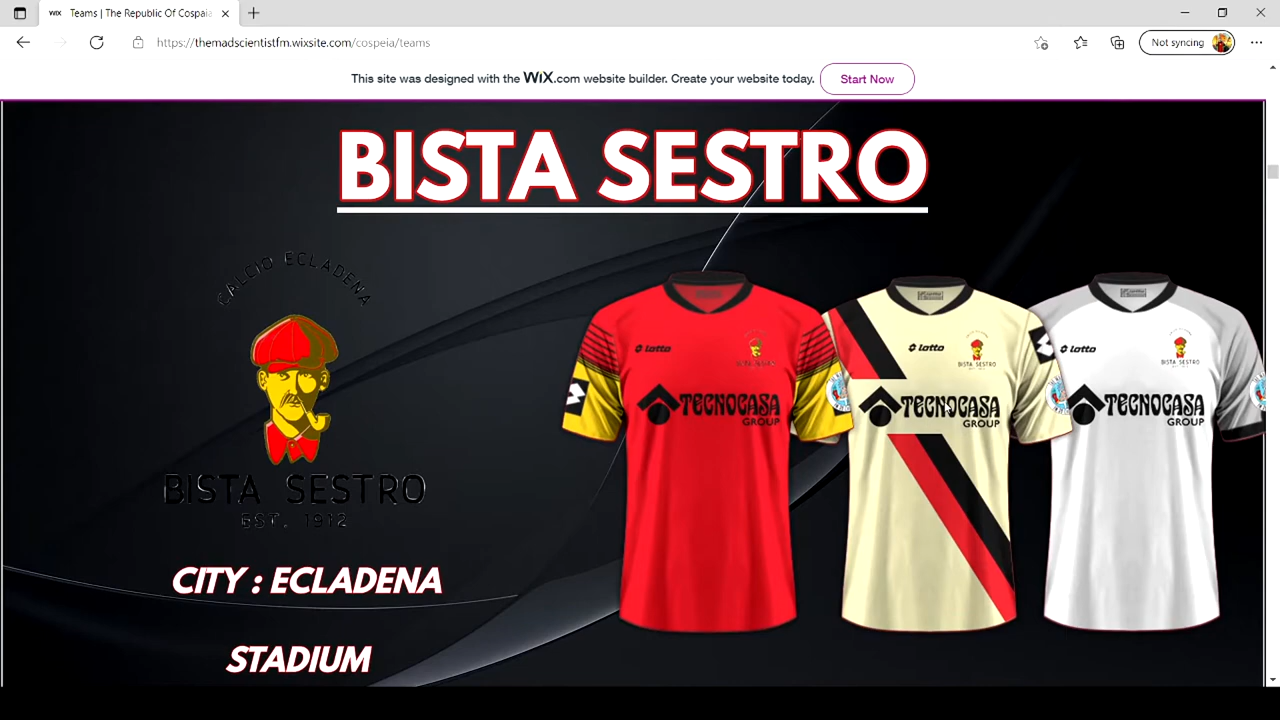 WIX Teams | The Republic Of Cospaia
https://themadscientistfm.wixsite.com/cospeia/teams
Not syncing
This site was designed with the WiX.com website builder. Create your website today. Start Now
BISTA SESTRO
CALCIO ECLADENA
BISTA SESTRO
EST. 1912
CITY : ECLADENA
STADIUM
lotto
TECNOCASA
GROUP
lotto
BISTA SESTRO
TECNOCASA
GROUP
lotto
BISTA SESTRO
TECNOCASA
GROUP